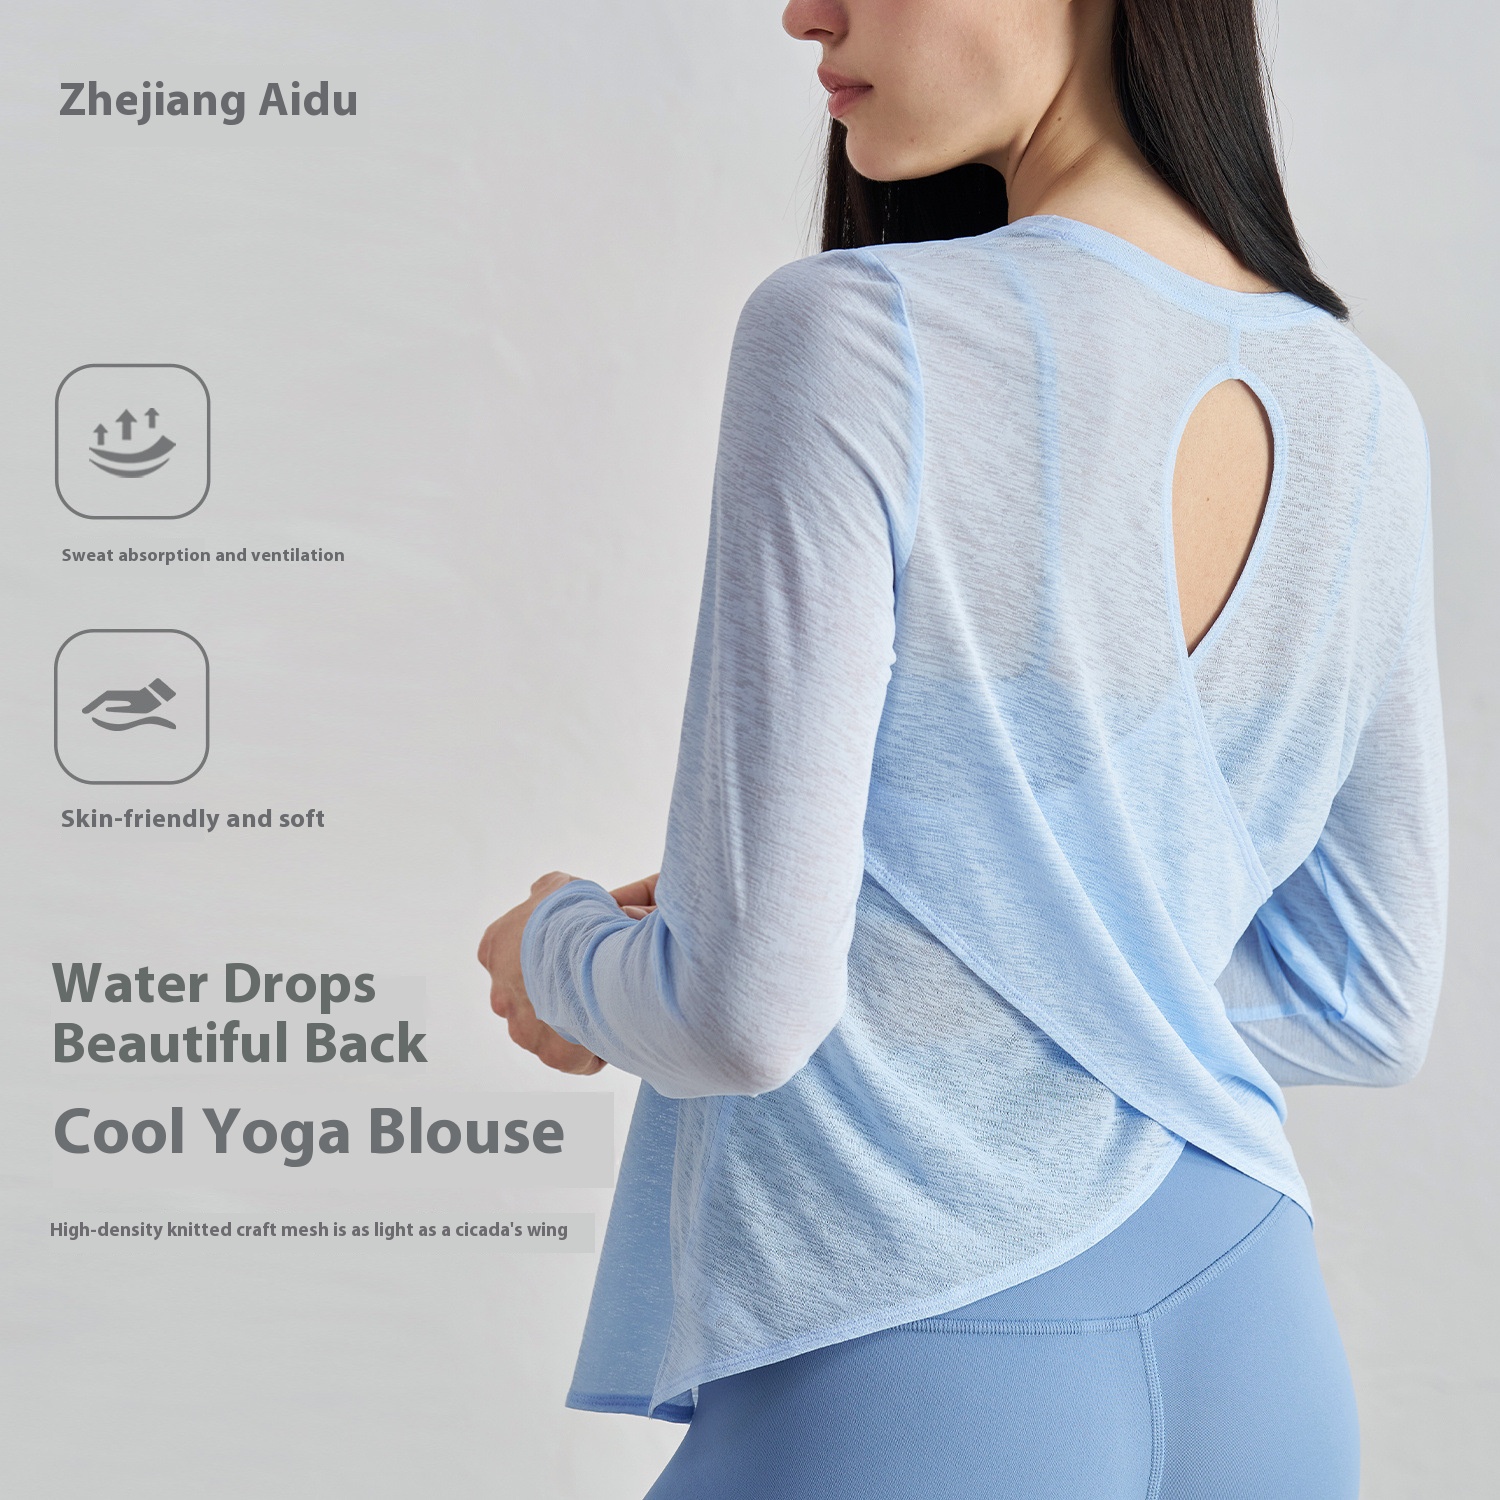 Zhejiang Aidu
Sweat absorption and ventilation
Skin-friendly and soft
Water Drops
Beautiful Back
Cool Yoga Blouse
High-density knitted craft mesh is as light as a cicada's wing